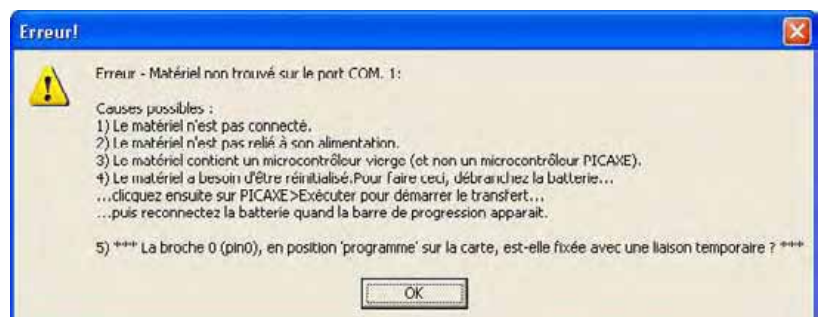 Erreur!
Erreur - Matériel non trouvé sur le port COM. 1:
Causes possibles :
1) Le matériel n'est pas connecté.
2) Le matériel n'est pas relié à son alimentation.
3) Le matériel contient un microcontrôleur vierge (et non un microcontrôleur PICAXE).
4) Le matériel a besoin d'être réinitialisé.Pour faire ceci, débranchez la batterie...
...cliquez ensuite sur PICAXE>Exécuter pour démarrer le transfert...
...puis reconnectez la batterie quand la barre de progression apparait.
5) *** La broche 0 (pin0), en position 'programme' sur la carte, est-elle fixée avec une liaison temporaire ? ***
OK